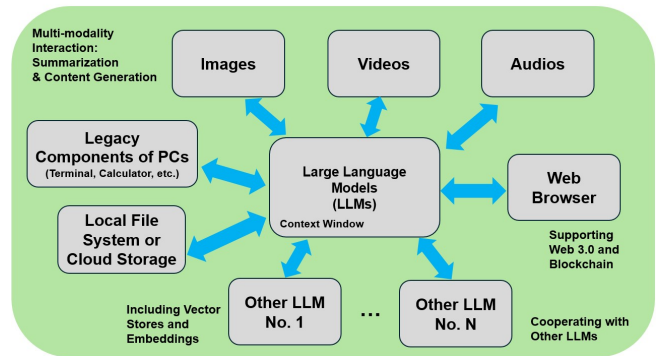 Multi-modality
Interaction:
Summarization
& Content Generation
Images
Videos
Audios
Legacy
Components of PCs
(Terminal, Calculator, etc.)
Large Language
Models
(LLMs)
Context Window
Web
Browser
Local File
System or
Cloud Storage
Supporting
Web 3.0 and
Blockchain
Including Vector
Stores and
Embeddings
Other LLM
No. 1
...
Other LLM
No. N
Cooperating with
Other LLMs